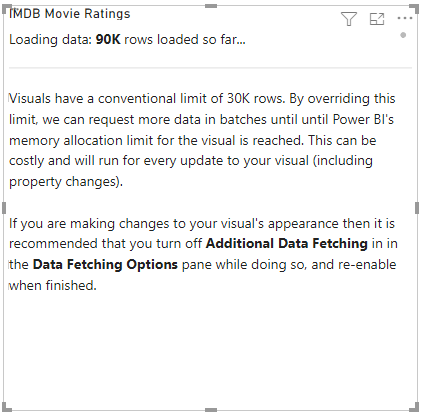 IMDB Movie Ratings
Loading data: 90K rows loaded so far...
Visuals have a conventional limit of 30K rows. By overriding this
limit, we can request more data in batches until until Power BI's
memory allocation limit for the visual is reached. This can be
costly and will run for every update to your visual (including
property changes).
If you are making changes to your visual's appearance then it is
recommended that you turn off Additional Data Fetching in in
the Data Fetching Options pane while doing so, and re-enable
when finished.